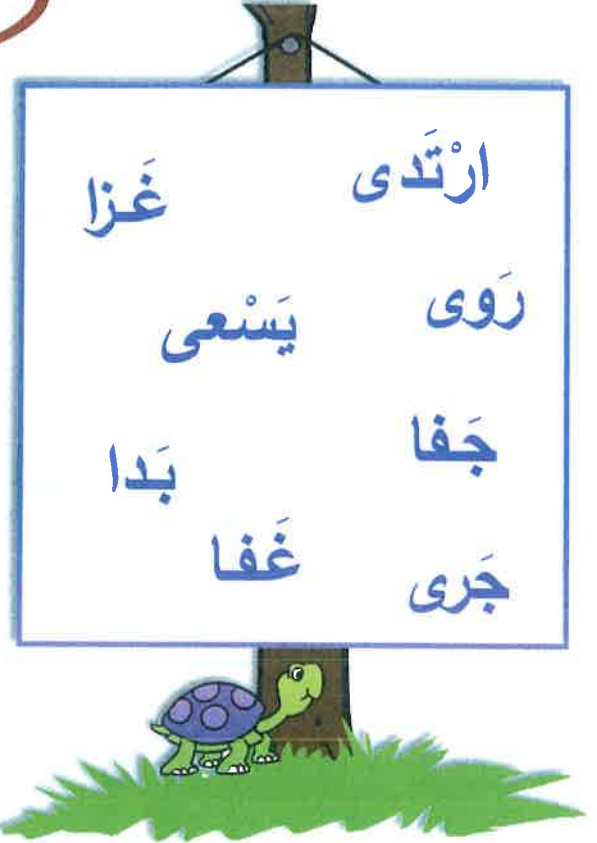 ارْتَدى
غَزا
رَوى
يَسْعى
جَفا
بَدا
غَفا
جَرى